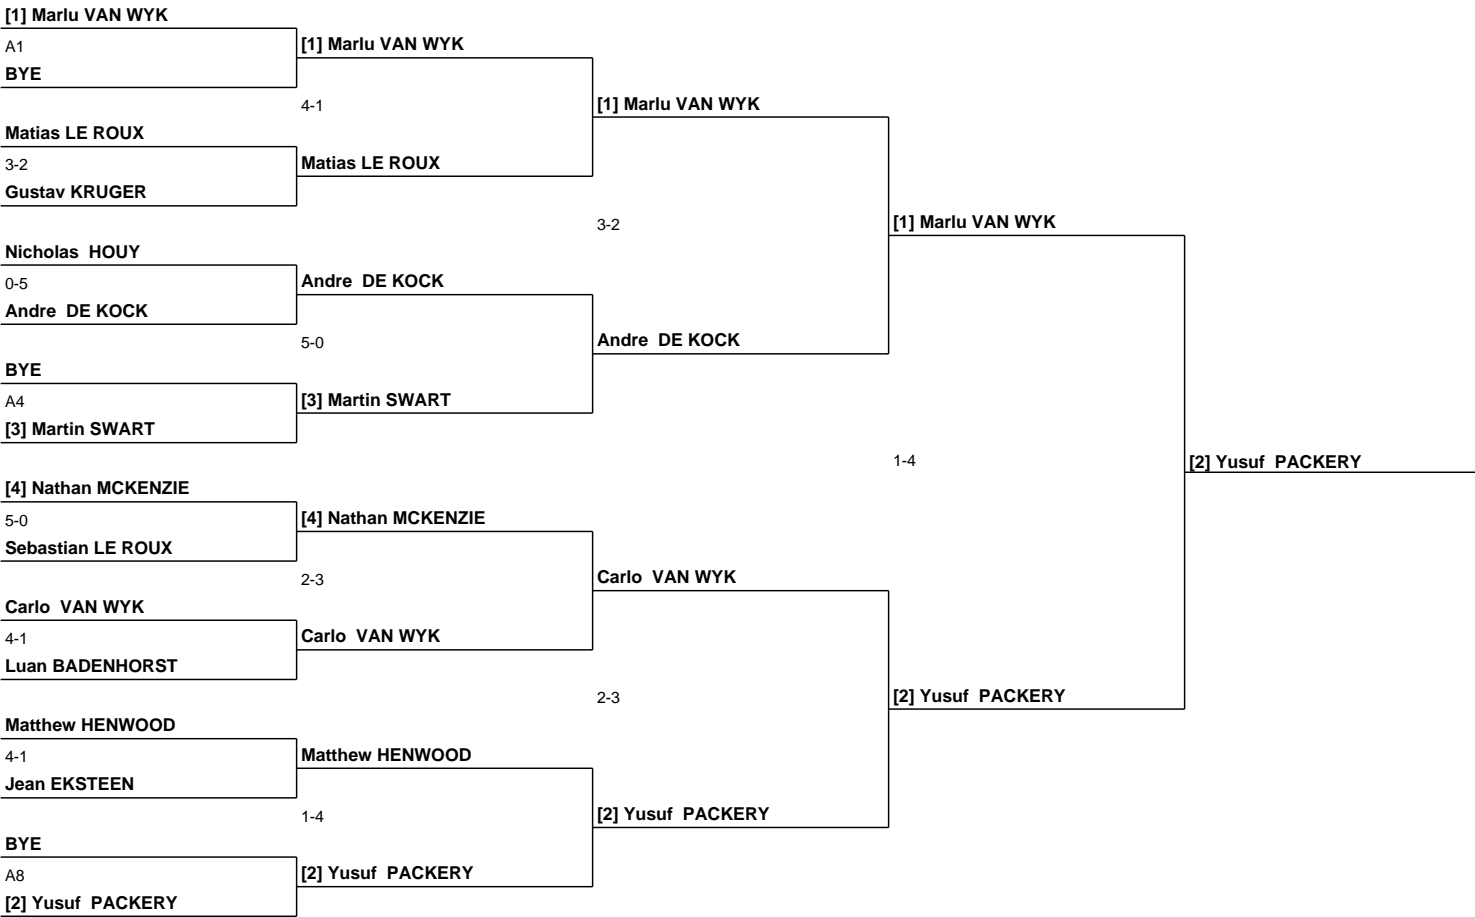 [1] Marlu VAN WYK
A1
BYE
Matias LE ROUX
3-2
Gustav KRUGER
Nicholas  HOUY
0-5
Andre  DE KOCK
BYE
A4
[3] Martin SWART
[4] Nathan MCKENZIE
5-0
Sebastian LE ROUX
Carlo  VAN WYK
4-1
Luan BADENHORST
Matthew HENWOOD
4-1
Jean EKSTEEN
BYE
A8
[2] Yusuf  PACKERY
[1] Marlu VAN WYK
4-1
Matias LE ROUX
Andre  DE KOCK
5-0
[3] Martin SWART
[4] Nathan MCKENZIE
2-3
Carlo  VAN WYK
Matthew HENWOOD
1-4
[2] Yusuf  PACKERY
[1] Marlu VAN WYK
3-2
Andre  DE KOCK
Carlo  VAN WYK
2-3
[2] Yusuf  PACKERY
[1] Marlu VAN WYK
1-4
[2] Yusuf  PACKERY
[2] Yusuf  PACKERY